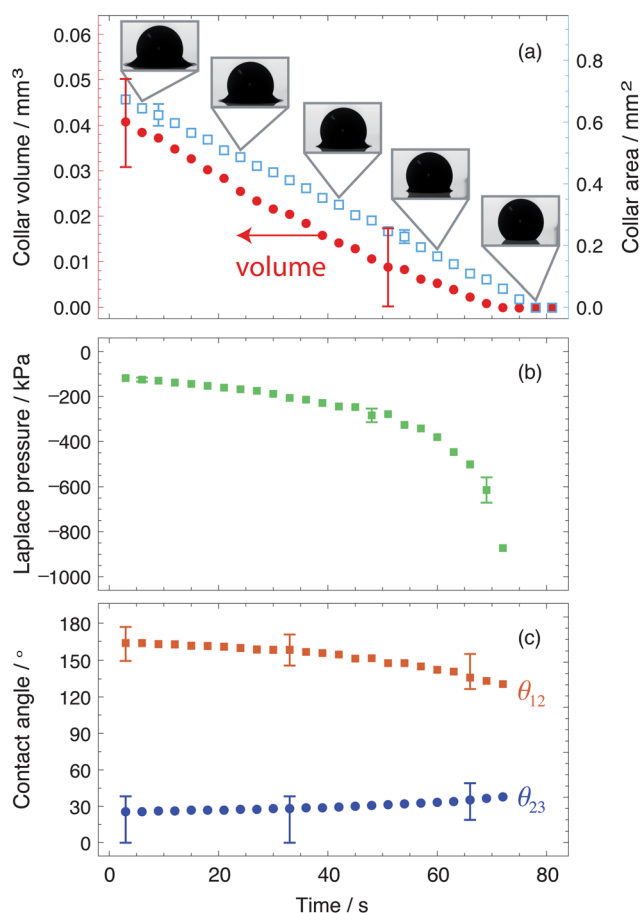 (a)
0.06
0.05
0.04
0.03
0.02
0.01
0.00
Collar volume / mm³
0.8
0.6
0.4
0.2
0.0
Collar area / mm²
volume
(b)
0
−200
−400
−600
−800
−1000
Laplace pressure / kPa
(c)
180
150
120
90
60
30
0
Contact angle / °
θ12
θ23
0
20
40
60
80
Time / s